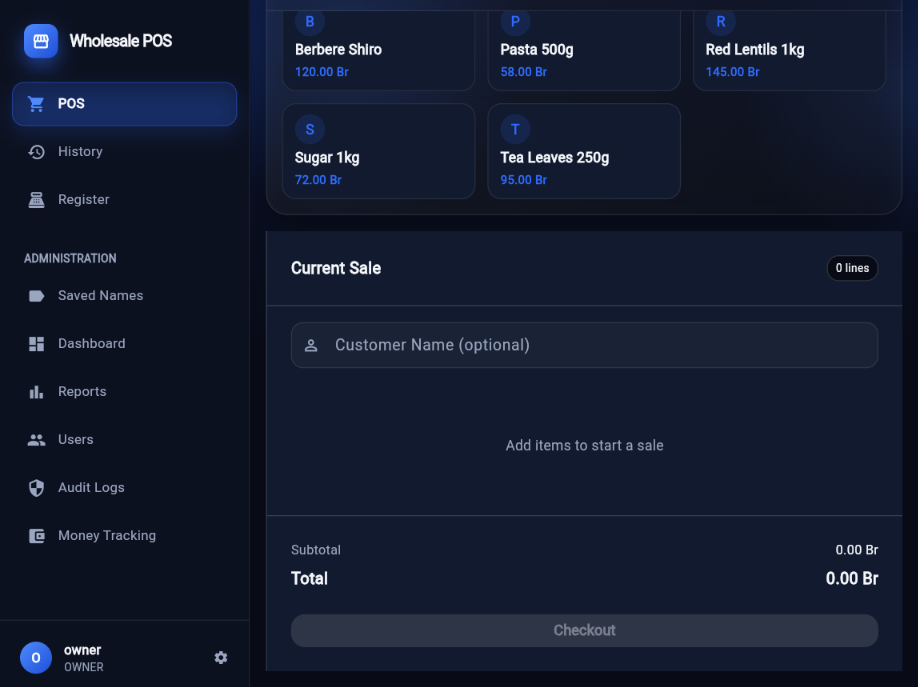 Wholesale POS
POS
History
Register
ADMINISTRATION
Saved Names
Dashboard
Reports
Users
Audit Logs
Money Tracking
O
owner
OWNER
B
Berbere Shiro
120.00 Br
P
Pasta 500g
58.00 Br
R
Red Lentils 1kg
145.00 Br
S
Sugar 1kg
72.00 Br
T
Tea Leaves 250g
95.00 Br
Current Sale
0 lines
Customer Name (optional)
Add items to start a sale
Subtotal
0.00 Br
Total
0.00 Br
Checkout